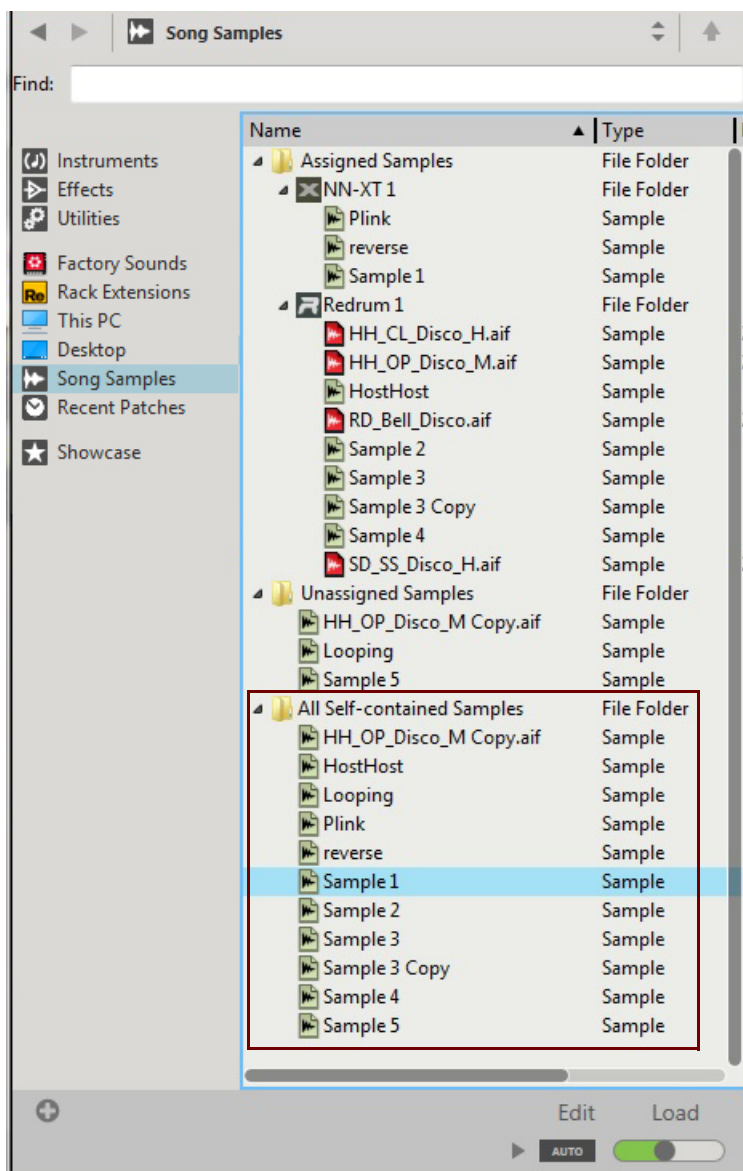 Song Samples
Find:
Name Type
Instruments
Effects
Utilities
Factory Sounds
Re Rack Extensions
This PC
Desktop
Song Samples
Recent Patches
Showcase
Assigned Samples File Folder
NN-XT 1 File Folder
Plink Sample
reverse Sample
Sample 1 Sample
Redrum 1 File Folder
HH_CL_Disco_H.aif Sample
HH_OP_Disco_M.aif Sample
HostHost Sample
RD_Bell_Disco.aif Sample
Sample 2 Sample
Sample 3 Sample
Sample 3 Copy Sample
Sample 4 Sample
SD_SS_Disco_H.aif Sample
Unassigned Samples File Folder
HH_OP_Disco_M Copy.aif Sample
Looping Sample
Sample 5 Sample
All Self-contained Samples File Folder
HH_OP_Disco_M Copy.aif Sample
HostHost Sample
Looping Sample
Plink Sample
reverse Sample
Sample 1 Sample
Sample 2 Sample
Sample 3 Sample
Sample 3 Copy Sample
Sample 4 Sample
Sample 5 Sample
Edit Load
AUTO